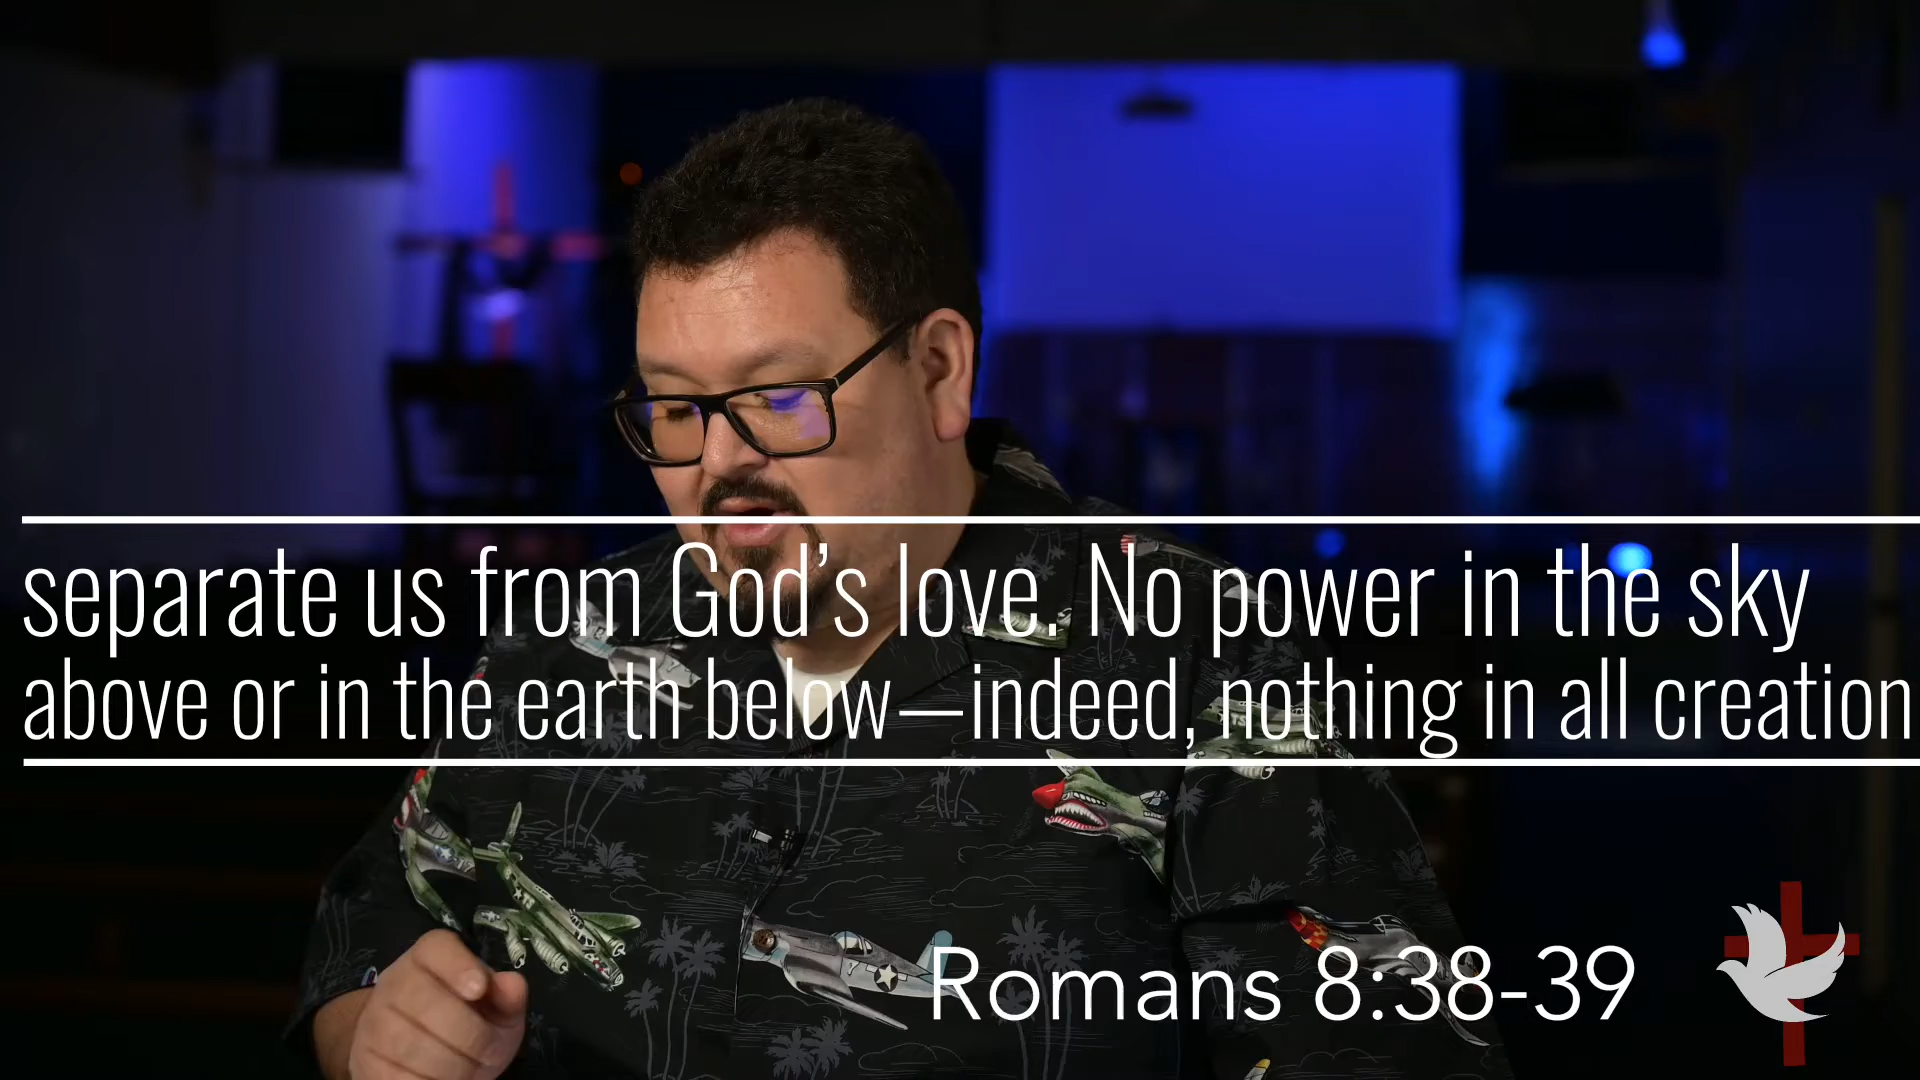 separate us from God’s love. No power in the sky
above or in the earth below—indeed, nothing in all creation
Romans 8:38-39